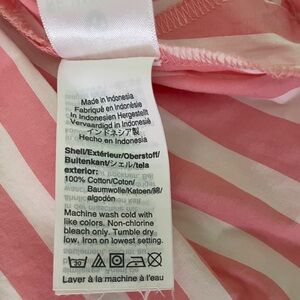 Made in Indonesia
Fabriqué en Indonésie
In Indonesien Hergestellt
Vervaardigd in Indonesië
インドネシア製
Hecho en Indonesia
Shell/Extérieur/Oberstoff/
Buitenkant/シェル/tela
exterior:
100% Cotton/Coton/
Baumwolle/Katoen/綿/
algodón
Machine wash cold with
like colors. Non-chlorine
bleach only. Tumble dry
low. Iron on lowest setting.
30
Laver à la machine à l'eau